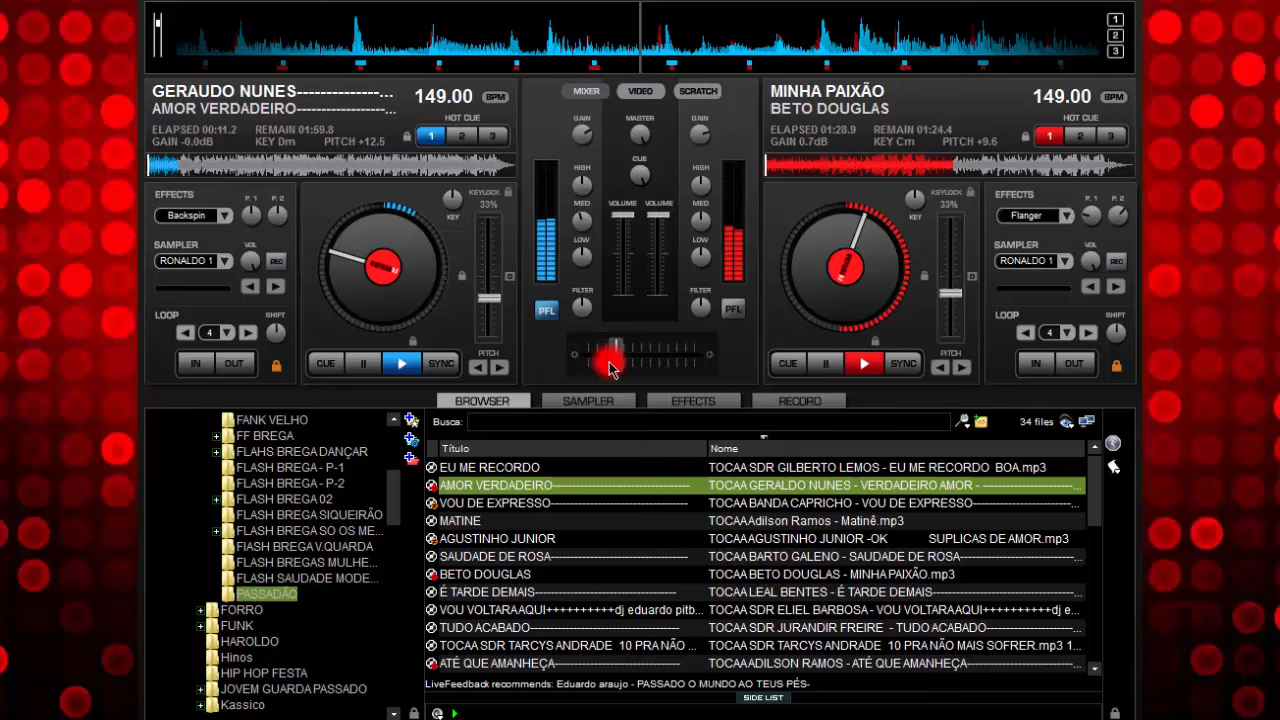 1
2
3
GERAUDO NUNES---------------...
AMOR VERDADEIRO---------------...
149.00 BPM
HOT CUE
ELAPSED 00:11.2 REMAIN 01:59.8
GAIN -0.0dB KEY Dm PITCH +12.5
1 2 3
MIXER VIDEO SCRATCH
GAIN MASTER GAIN
HIGH CUE HIGH
MED VOLUME VOLUME MED
LOW LOW
FILTER FILTER
PFL PFL
MINHA PAIXÃO
BETO DOUGLAS
149.00 BPM
HOT CUE
ELAPSED 01:28.9 REMAIN 01:24.4
GAIN 0.7dB KEY Cm PITCH +9.6
1 2 3
EFFECTS P. 1 P. 2
Backspin
KEY
KEYLOCK
33%
SAMPLER VOL
RONALDO 1 REC
LOOP SHIFT
4
IN OUT
CUE SYNC
PITCH
KEY
KEYLOCK
33%
EFFECTS P. 1 P. 2
Flanger
SAMPLER VOL
RONALDO 1 REC
LOOP SHIFT
4
CUE SYNC
PITCH
IN OUT
BROWSER SAMPLER EFFECTS RECORD
FANK VELHO
FF BREGA
FLAHS BREGA DANÇAR
FLASH BREGA - P-1
FLASH BREGA - P-2
FLASH BREGA 02
FLASH BREGA SIQUEIRÃO
FLASH BREGA SO OS ME...
FIASH BREGA V.QUARDA
FLASH BREGAS MULHE...
FLASH SAUDADE MODE...
PASSADÃO
FORRO
FUNK
HAROLDO
Hinos
HIP HOP FESTA
JOVEM GUARDA PASSADO
Kassico
Busca: 34 files
Título Nome
EU ME RECORDO TOCAA SDR GILBERTO LEMOS - EU ME RECORDO BOA.mp3
AMOR VERDADEIRO------------------------------ TOCAA GERALDO NUNES - VERDADEIRO AMOR - --------------------...
VOU DE EXPRESSO------------------------------ TOCAA BANDA CAPRICHO - VOU DE EXPRESSO----------------------...
MATINE TOCAAAdilson Ramos - Matinê.mp3
AGUSTINHO JUNIOR TOCAAAGUSTINHO JUNIOR -OK SUPLICAS DE AMOR.mp3
SAUDADE DE ROSA------------------------------ TOCAA BARTO GALENO - SAUDADE DE ROSA-------------------------...
BETO DOUGLAS TOCAA BETO DOUGLAS - MINHA PAIXÃO.mp3
É TARDE DEMAIS------------------------------ TOCAA LEAL BENTES - É TARDE DEMAIS------------------------------...
VOU VOLTARAAQUI++++++++++dj eduardo pitb... TOCAA SDR ELIEL BARBOSA - VOU VOLTARAAQUI++++++++++dj edua...
TUDO ACABADO------------------------------ TOCAA SDR JURANDIR FREIRE - TUDO ACABADO--------------------...
TOCAA SDR TARCYS ANDRADE 10 PRA NÃO ... TOCAA SDR TARCYS ANDRADE 10 PRA NÃO MAIS SOFRER.mp3 1...
ATÉ QUE AMANHEÇA------------------------------ TOCAAADILSON RAMOS - ATÉ QUE AMANHEÇA--------------------...
LiveFeedback recommends: Eduardo araujo - PASSADO O MUNDO AO TEUS PÉS-
SIDE LIST